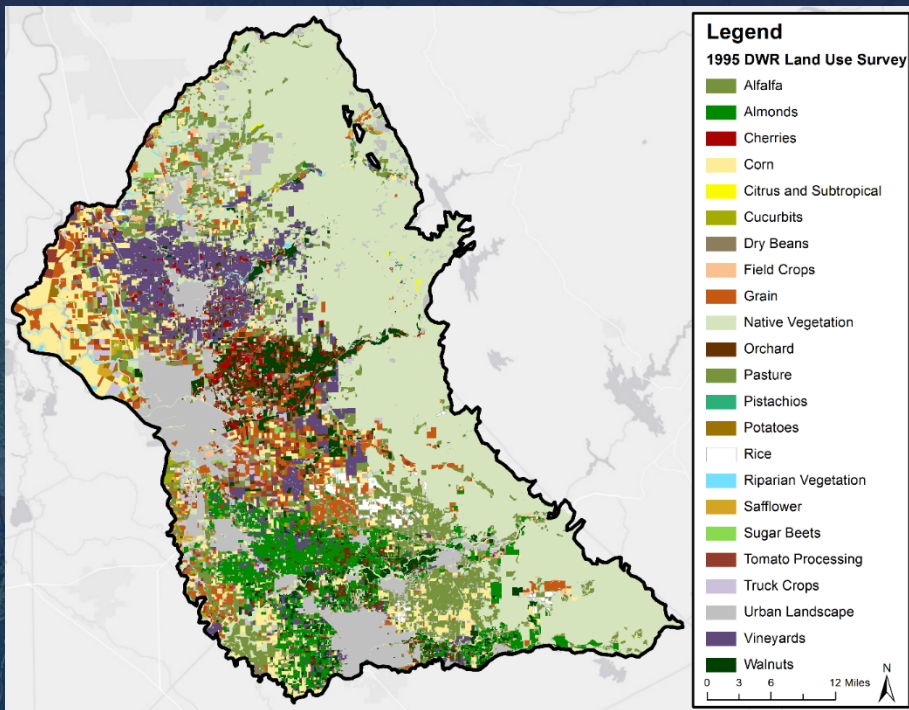 Legend
1995 DWR Land Use Survey
Alfalfa
Almonds
Cherries
Corn
Citrus and Subtropical
Cucurbits
Dry Beans
Field Crops
Grain
Native Vegetation
Orchard
Pasture
Pistachios
Potatoes
Rice
Riparian Vegetation
Safflower
Sugar Beets
Tomato Processing
Truck Crops
Urban Landscape
Vineyards
Walnuts
N
0 3 6 12 Miles